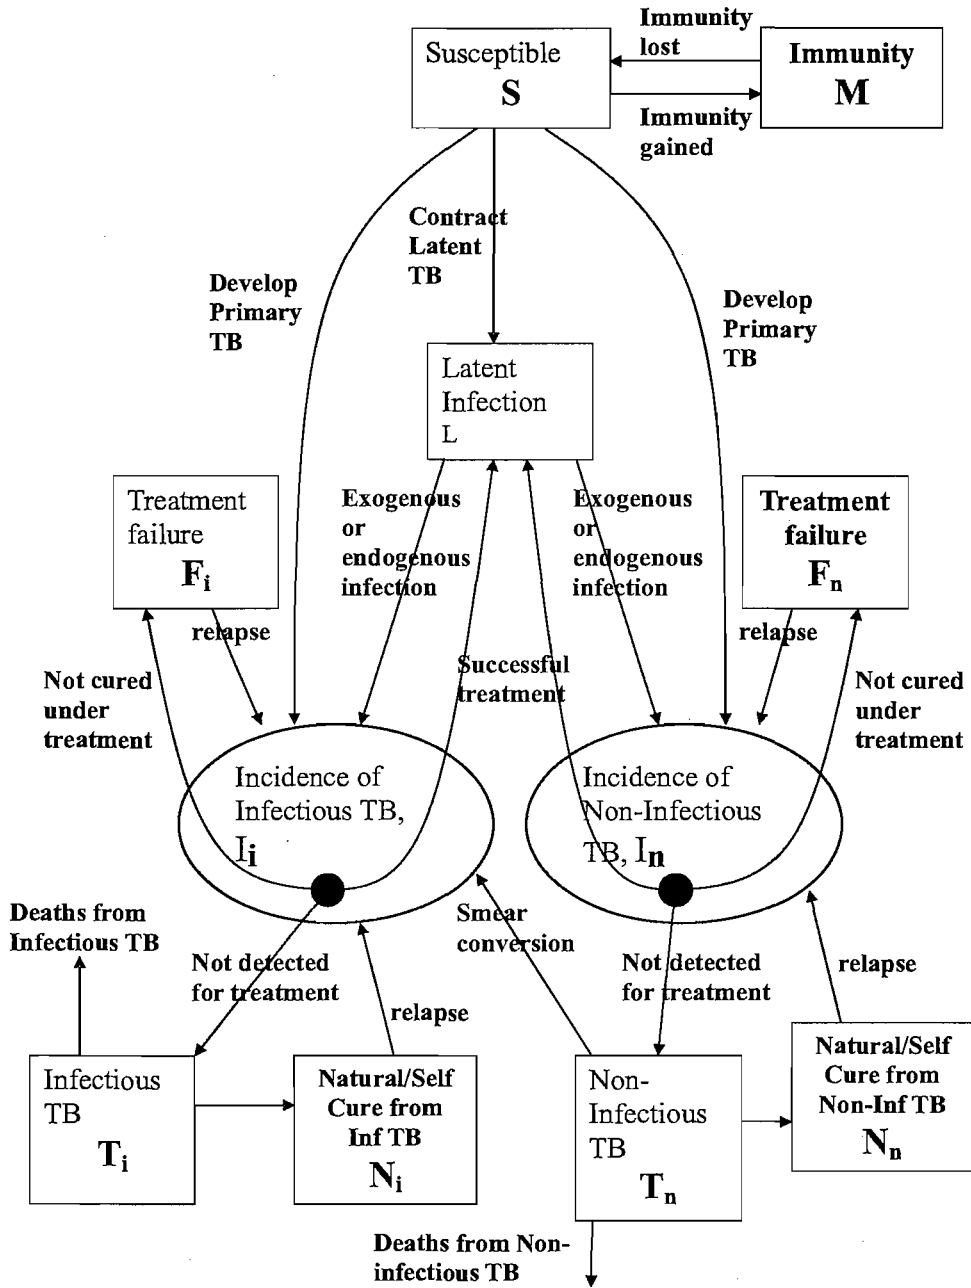 Susceptible
S
Immunity
lost
Immunity
M
Immunity
gained
Contract
Latent
TB
Develop
Primary
TB
Develop
Primary
TB
Latent
Infection
L
Treatment
failure
Fi
Exogenous
or
endogenous
infection
Exogenous
or
endogenous
infection
Treatment
failure
Fn
relapse
relapse
Not cured
under
treatment
Successful
treatment
Not cured
under
treatment
Incidence of
Infectious TB,
Ii
Incidence of
Non-Infectious
TB, In
Deaths from
Infectious TB
Not detected
for treatment
relapse
Smear
conversion
Not detected
for treatment
relapse
Infectious
TB
Ti
Natural/Self
Cure from
Inf TB
Ni
Non-
Infectious
TB
Tn
Natural/Self
Cure from
Non-Inf TB
Nn
Deaths from Non-
infectious TB